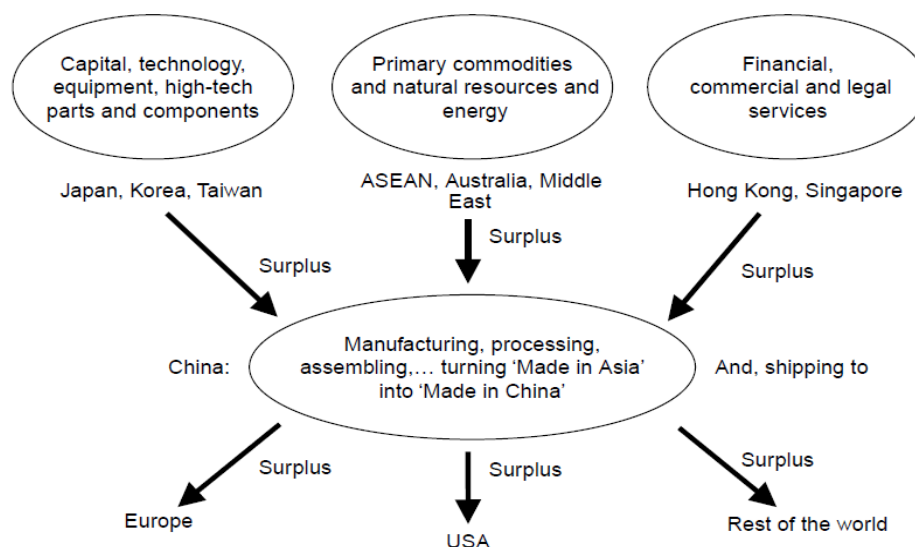 Capital, technology,
equipment, high-tech
parts and components
Primary commodities
and natural resources and
energy
Financial,
commercial and legal
services
Japan, Korea, Taiwan
ASEAN, Australia, Middle
East
Hong Kong, Singapore
Surplus
Surplus
Surplus
China:
Manufacturing, processing,
assembling,... turning ‘Made in Asia’
into ‘Made in China’
And, shipping to
Surplus
Surplus
Surplus
Europe
USA
Rest of the world